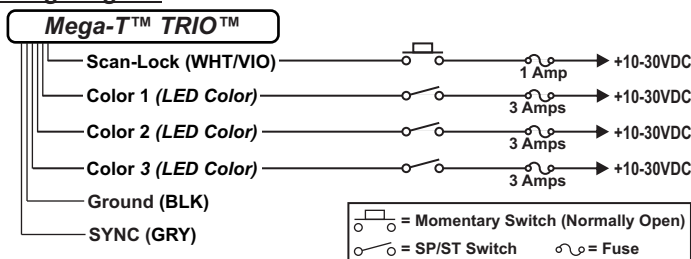 Mega-T™ TRIO™
Scan-Lock (WHT/VIO) 1 Amp +10-30VDC
Color 1 (LED Color) 3 Amps +10-30VDC
Color 2 (LED Color) 3 Amps +10-30VDC
Color 3 (LED Color) 3 Amps +10-30VDC
Ground (BLK)
SYNC (GRY)
= Momentary Switch (Normally Open)
= SP/ST Switch = Fuse